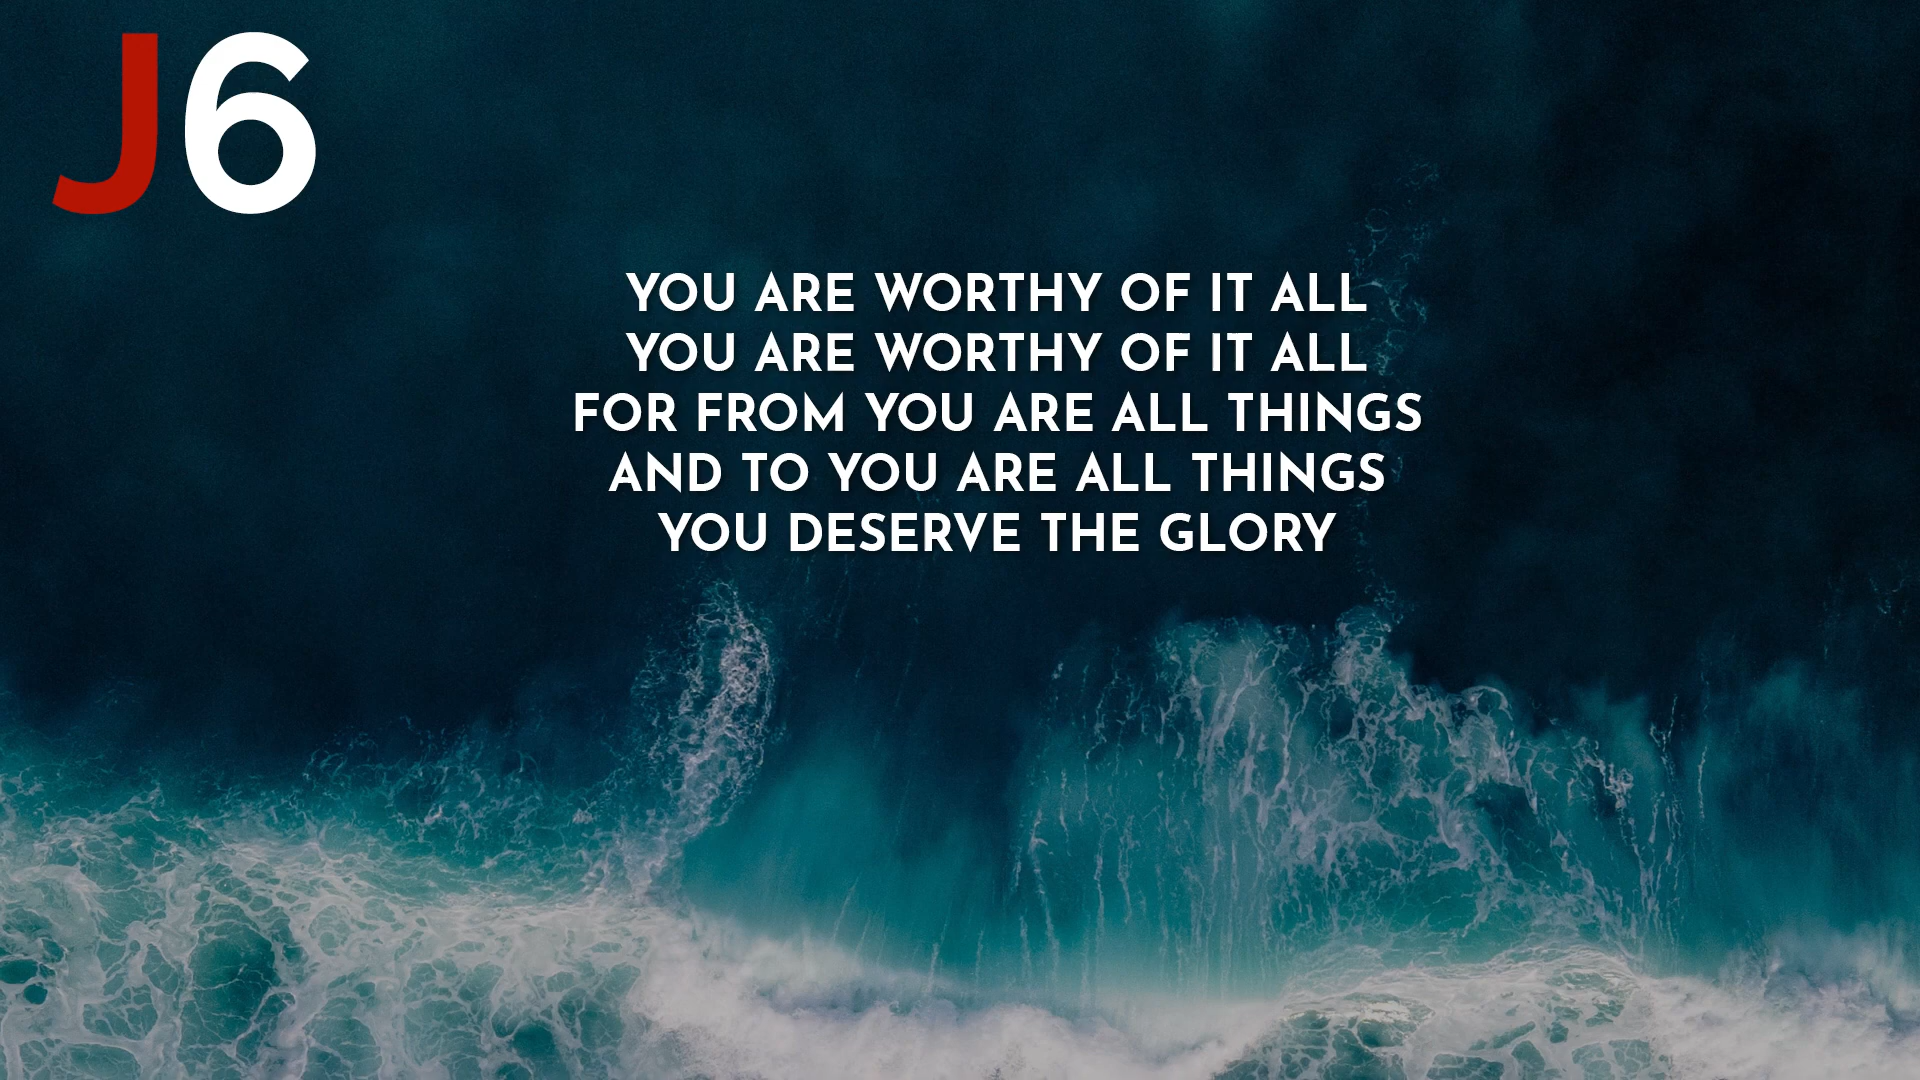 J6
YOU ARE WORTHY OF IT ALL
YOU ARE WORTHY OF IT ALL
FOR FROM YOU ARE ALL THINGS
AND TO YOU ARE ALL THINGS
YOU DESERVE THE GLORY